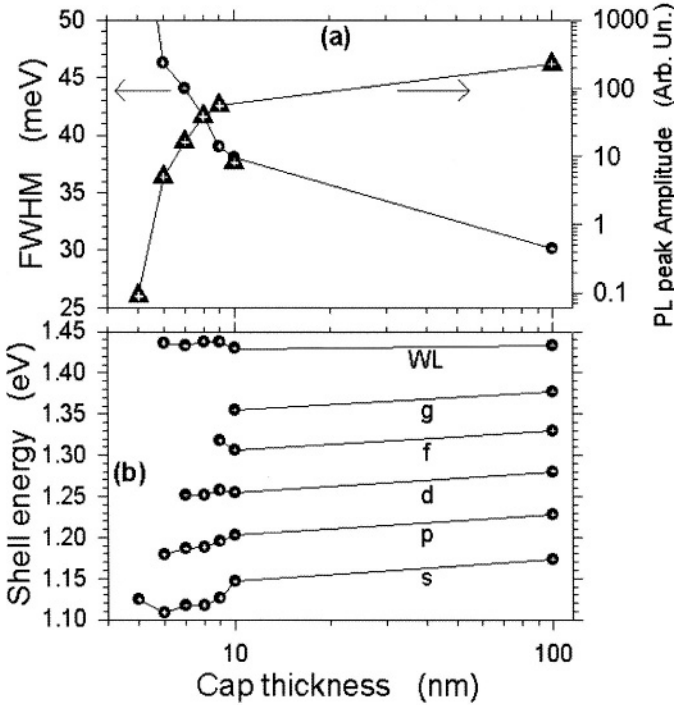 (a)
FWHM (meV)
50
45
40
35
30
25
1000
100
10
1
0.1
PL peak Amplitude (Arb. Un.)
(b)
Shell energy (eV)
1.45
1.40
1.35
1.30
1.25
1.20
1.15
1.10
WL
g
f
d
p
s
10
100
Cap thickness (nm)